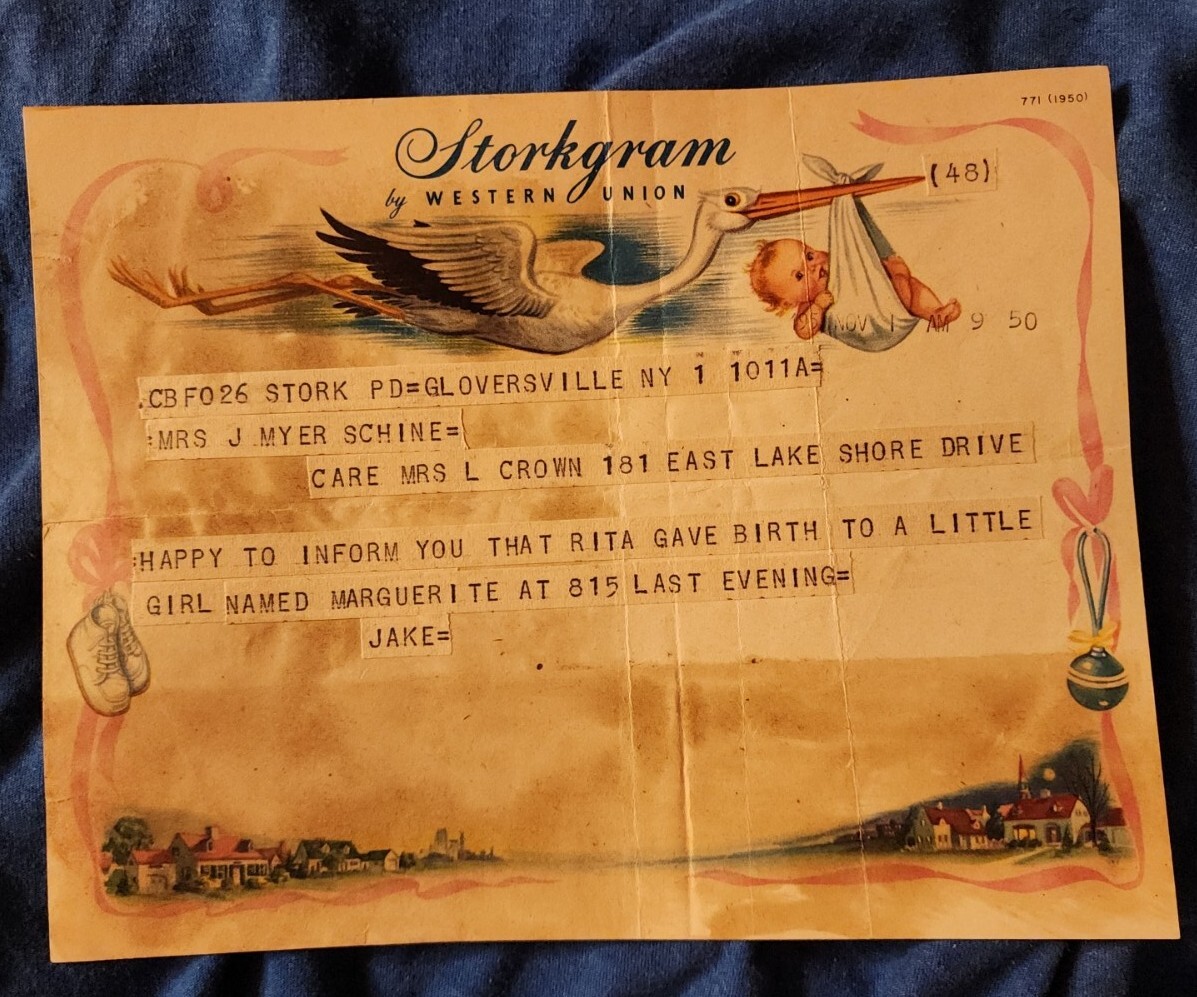 771 (1950)
Storkgram
by WESTERN UNION
(48)
NOV 1 AM 9 50
.CBF026 STORK PD=GLOVERSVILLE NY 1 1011A=
:MRS J MYER SCHINE=
CARE MRS L CROWN 181 EAST LAKE SHORE DRIVE
:HAPPY TO INFORM YOU THAT RITA GAVE BIRTH TO A LITTLE
GIRL NAMED MARGUERITE AT 815 LAST EVENING=
JAKE=